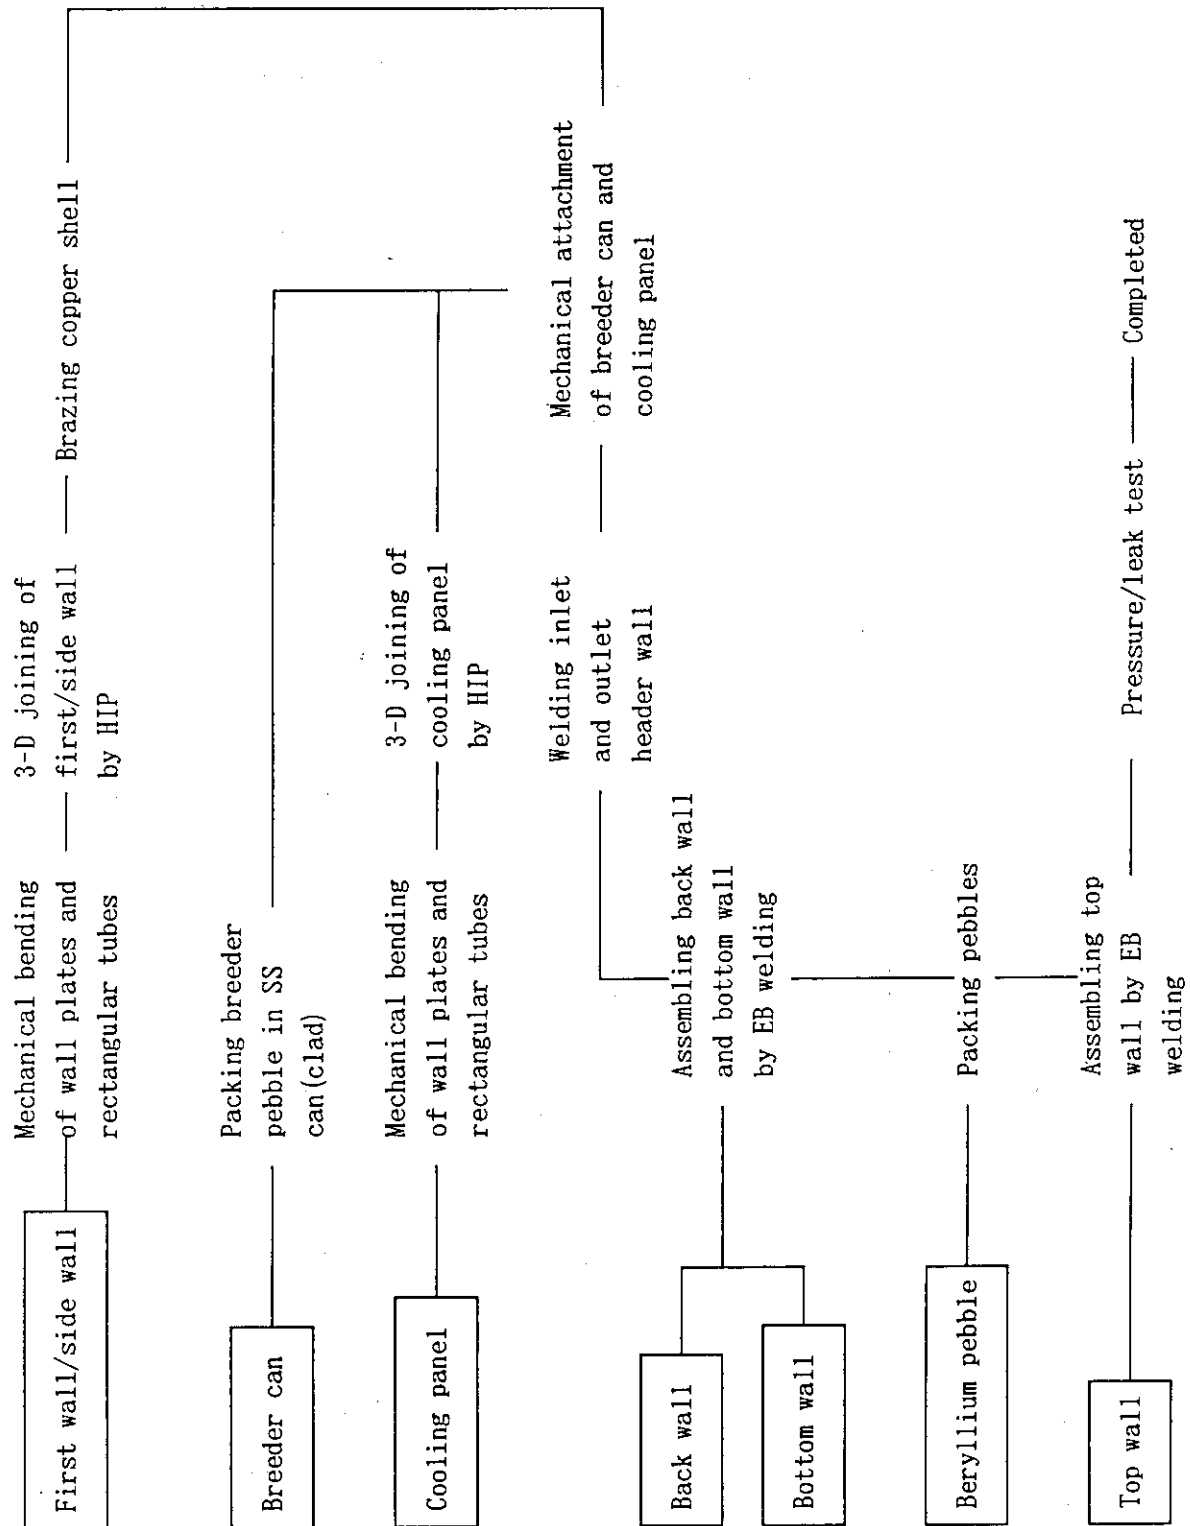 First wall/side wall
Mechanical bending
of wall plates and
rectangular tubes
3-D joining of
first/side wall
by HIP
Brazing copper shell
Breeder can
Packing breeder
pebble in SS
can(clad)
Cooling panel
Mechanical bending
of wall plates and
rectangular tubes
3-D joining of
cooling panel
by HIP
Mechanical attachment
of breeder can and
cooling panel
Welding inlet
and outlet
header wall
Back wall
Bottom wall
Assembling back wall
and bottom wall
by EB welding
Beryllium pebble
Packing pebbles
Top wall
Assembling top
wall by EB
welding
Pressure/leak test
Completed